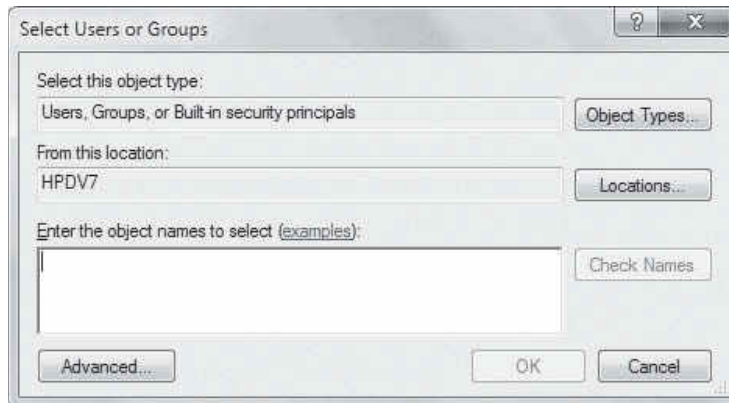 Select Users or Groups
?
X
Select this object type:
Users, Groups, or Built-in security principals
Object Types...
From this location:
HPDV7
Locations...
Enter the object names to select (examples):
Check Names
Advanced...
OK
Cancel